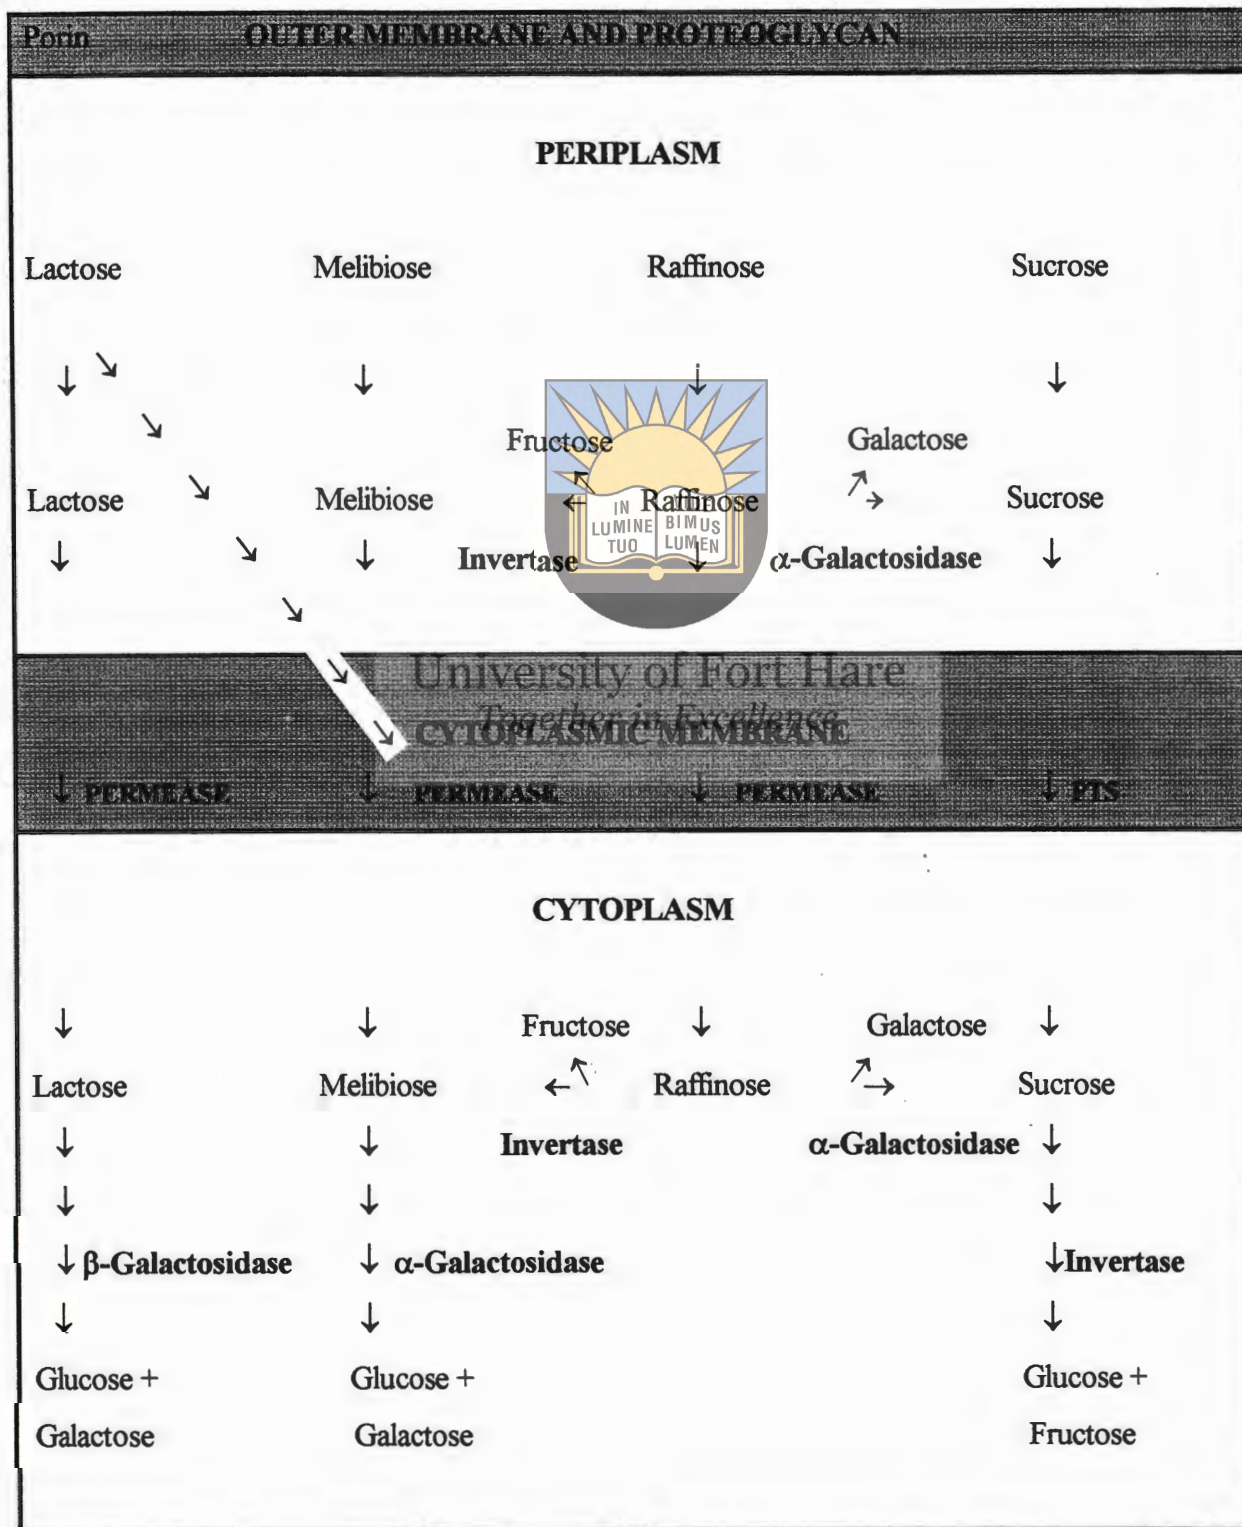 Porin OUTER MEMBRANE AND PROTEOGLYCAN
PERIPLASM
Lactose Melibiose Raffinose Sucrose
↓ ↘ ↓ ↓ ↓
↘ Fructose Galactose
Lactose ↘ Melibiose ← ↖ Raffinose ↗ → Sucrose
IN LUMINE TUO BIMUS LUMEN
↓ ↘ ↓ Invertase ↓ α-Galactosidase ↓
↘
↘ University of Fort Hare
Together in Excellence
↘ CYTOPLASMIC MEMBRANE
↓ PERMEASE ↓ PERMEASE ↓ PERMEASE ↓ PTS
CYTOPLASM
↓ ↓ Fructose ↓ Galactose ↓
Lactose Melibiose ← ↖ Raffinose ↗ → Sucrose
↓ ↓ Invertase α-Galactosidase ↓
↓ ↓ ↓
↓ β-Galactosidase ↓ α-Galactosidase ↓ Invertase
↓ ↓ ↓
Glucose + Glucose + Glucose +
Galactose Galactose Fructose